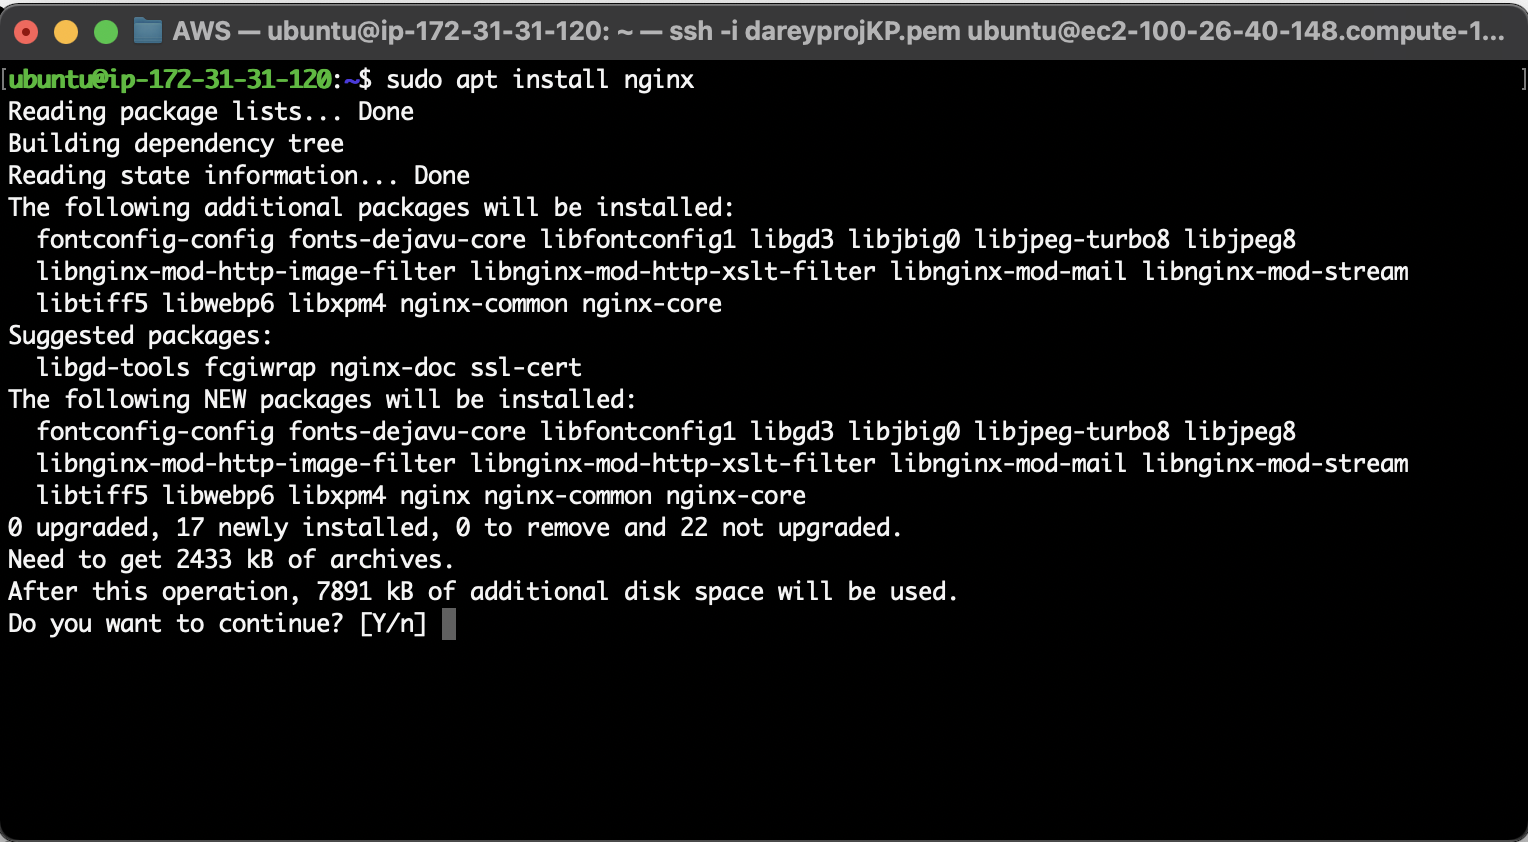 AWS — ubuntu@ip-172-31-31-120: ~ — ssh -i dareyprojKP.pem ubuntu@ec2-100-26-40-148.compute-1...
[ubuntu@ip-172-31-31-120:~$ sudo apt install nginx ]
Reading package lists... Done
Building dependency tree
Reading state information... Done
The following additional packages will be installed:
  fontconfig-config fonts-dejavu-core libfontconfig1 libgd3 libjbig0 libjpeg-turbo8 libjpeg8
  libnginx-mod-http-image-filter libnginx-mod-http-xslt-filter libnginx-mod-mail libnginx-mod-stream
  libtiff5 libwebp6 libxpm4 nginx-common nginx-core
Suggested packages:
  libgd-tools fcgiwrap nginx-doc ssl-cert
The following NEW packages will be installed:
  fontconfig-config fonts-dejavu-core libfontconfig1 libgd3 libjbig0 libjpeg-turbo8 libjpeg8
  libnginx-mod-http-image-filter libnginx-mod-http-xslt-filter libnginx-mod-mail libnginx-mod-stream
  libtiff5 libwebp6 libxpm4 nginx nginx-common nginx-core
0 upgraded, 17 newly installed, 0 to remove and 22 not upgraded.
Need to get 2433 kB of archives.
After this operation, 7891 kB of additional disk space will be used.
Do you want to continue? [Y/n]